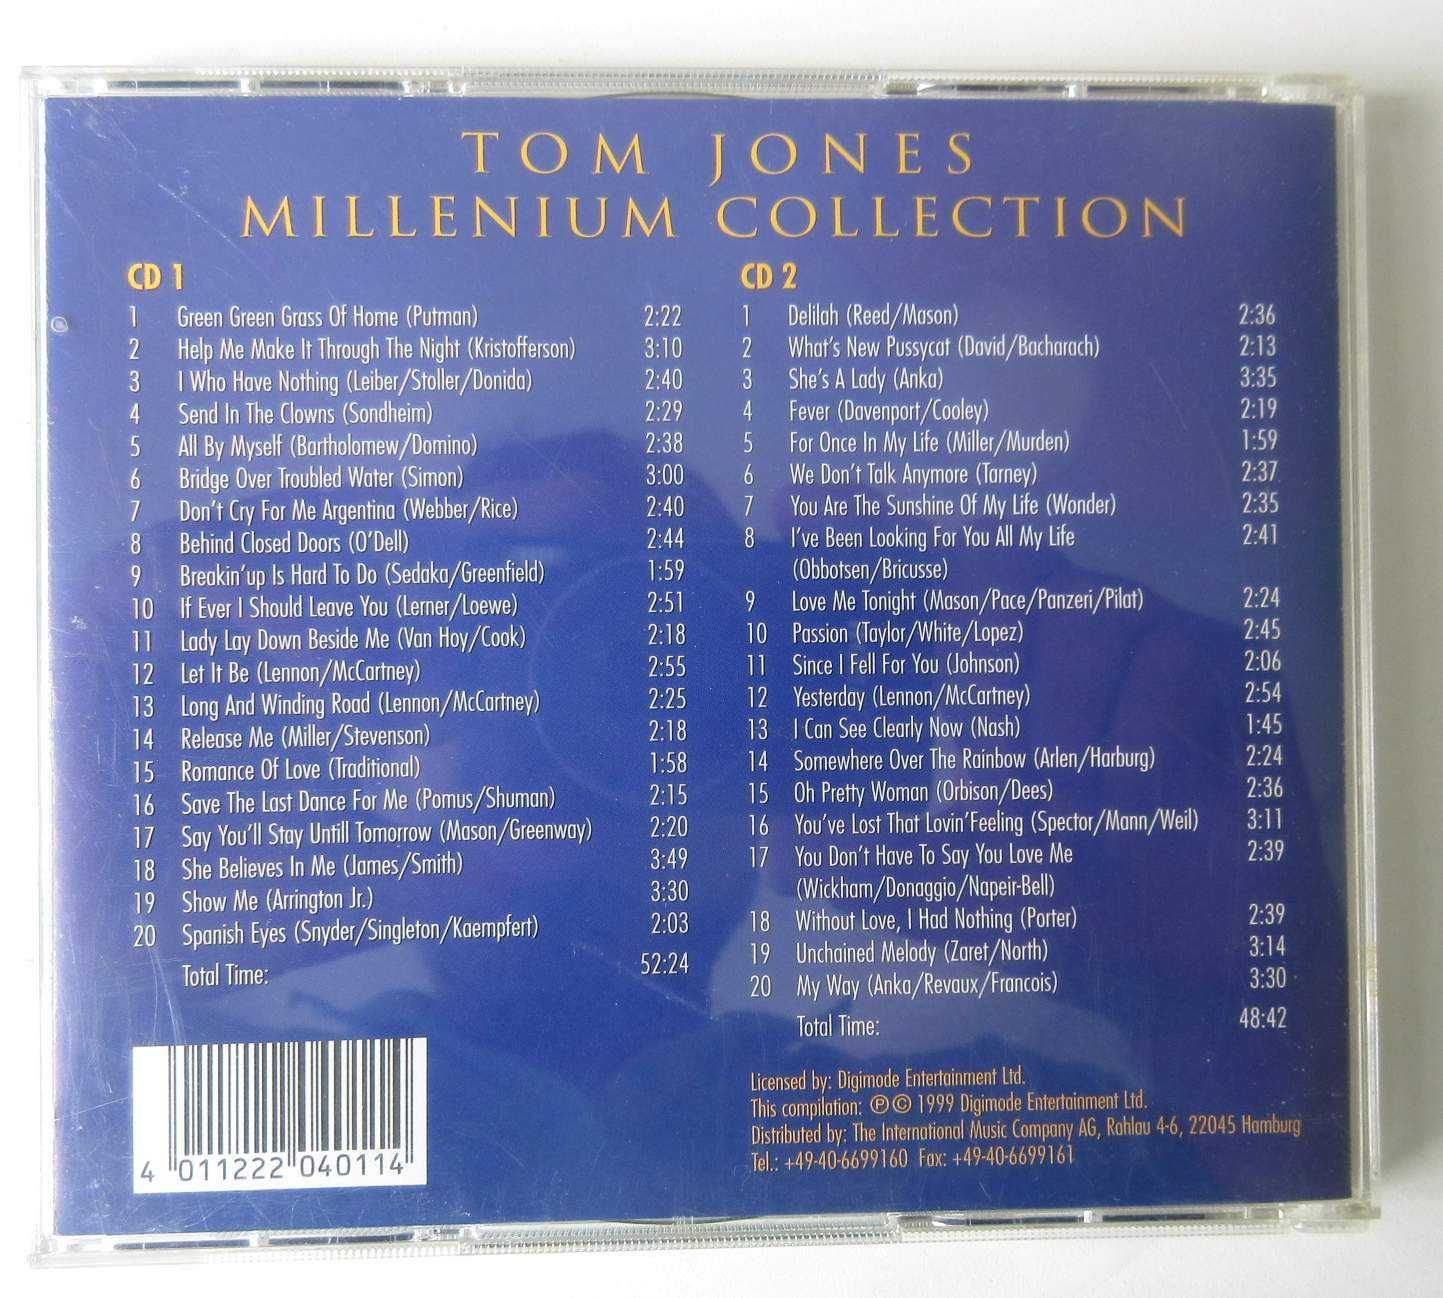 TOM JONES
MILLENIUM COLLECTION
CD 1
1 Green Green Grass Of Home (Putman) 2:22
2 Help Me Make It Through The Night (Kristofferson) 3:10
3 I Who Have Nothing (Leiber/Stoller/Donida) 2:40
4 Send In The Clowns (Sondheim) 2:29
5 All By Myself (Bartholomew/Domino) 2:38
6 Bridge Over Troubled Water (Simon) 3:00
7 Don't Cry For Me Argentina (Webber/Rice) 2:40
8 Behind Closed Doors (O'Dell) 2:44
9 Breakin'up Is Hard To Do (Sedaka/Greenfield) 1:59
10 If Ever I Should Leave You (Lerner/Loewe) 2:51
11 Lady Lay Down Beside Me (Van Hoy/Cook) 2:18
12 Let It Be (Lennon/McCartney) 2:55
13 Long And Winding Road (Lennon/McCartney) 2:25
14 Release Me (Miller/Stevenson) 2:18
15 Romance Of Love (Traditional) 1:58
16 Save The Last Dance For Me (Pomus/Shuman) 2:15
17 Say You'll Stay Untill Tomorrow (Mason/Greenway) 2:20
18 She Believes In Me (James/Smith) 3:49
19 Show Me (Arrington Jr.) 3:30
20 Spanish Eyes (Snyder/Singleton/Kaempfert) 2:03
Total Time: 52:24
CD 2
1 Delilah (Reed/Mason) 2:36
2 What's New Pussycat (David/Bacharach) 2:13
3 She's A Lady (Anka) 3:35
4 Fever (Davenport/Cooley) 2:19
5 For Once In My Life (Miller/Murden) 1:59
6 We Don't Talk Anymore (Tarney) 2:37
7 You Are The Sunshine Of My Life (Wonder) 2:35
8 I've Been Looking For You All My Life 2:41
(Obbotsen/Bricusse)
9 Love Me Tonight (Mason/Pace/Panzeri/Pilat) 2:24
10 Passion (Taylor/White/Lopez) 2:45
11 Since I Fell For You (Johnson) 2:06
12 Yesterday (Lennon/McCartney) 2:54
13 I Can See Clearly Now (Nash) 1:45
14 Somewhere Over The Rainbow (Arlen/Harburg) 2:24
15 Oh Pretty Woman (Orbison/Dees) 2:36
16 You've Lost That Lovin'Feeling (Spector/Mann/Weil) 3:11
17 You Don't Have To Say You Love Me 2:39
(Wickham/Donaggio/Napeir-Bell)
18 Without Love, I Had Nothing (Porter) 2:39
19 Unchained Melody (Zaret/North) 3:14
20 My Way (Anka/Revaux/Francois) 3:30
Total Time: 48:42
Licensed by: Digimode Entertainment Ltd.
This compilation: ℗© 1999 Digimode Entertainment Ltd.
Distributed by: The International Music Company AG, Rahlau 4-6, 22045 Hamburg
Tel.: +49-40-6699160 Fax: +49-40-6699161
4 011222 040114